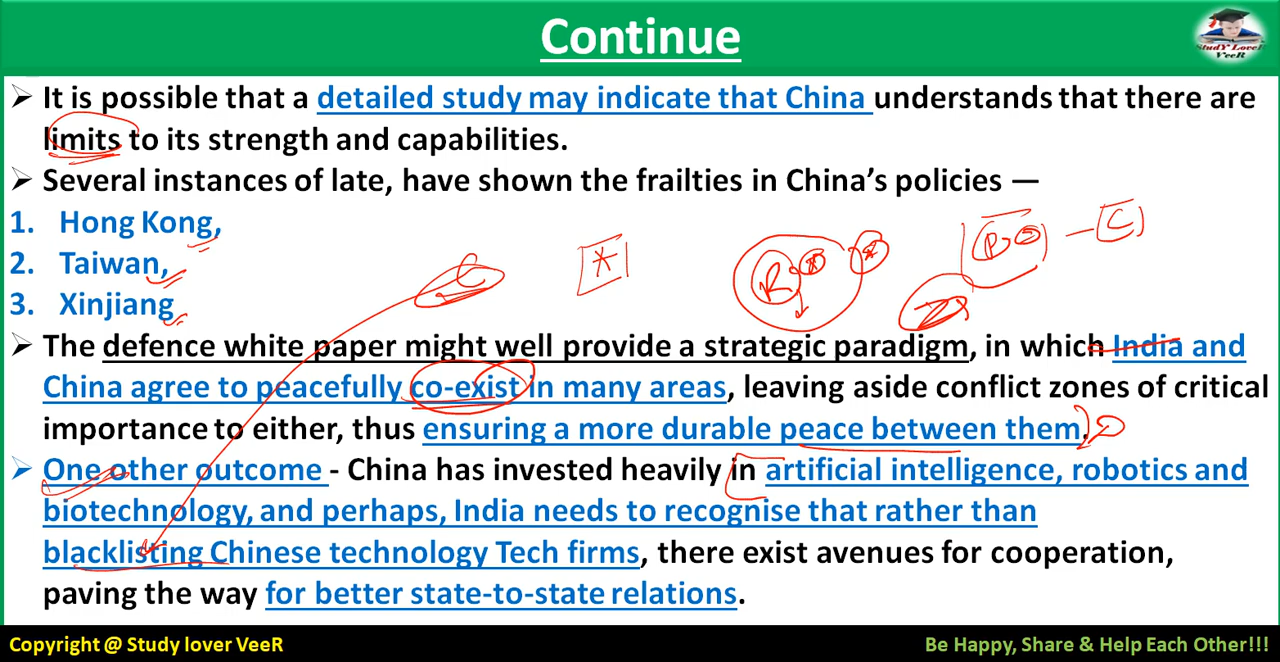 Continue
StudY LoveR
VeeR
➤ It is possible that a detailed study may indicate that China understands that there are
limits to its strength and capabilities.
➤ Several instances of late, have shown the frailties in China's policies —
1. Hong Kong,
2. Taiwan,
3. Xinjiang
➤ The defence white paper might well provide a strategic paradigm, in which India and
China agree to peacefully co-exist in many areas, leaving aside conflict zones of critical
importance to either, thus ensuring a more durable peace between them.
➤ One other outcome - China has invested heavily in artificial intelligence, robotics and
biotechnology, and perhaps, India needs to recognise that rather than
blacklisting Chinese technology Tech firms, there exist avenues for cooperation,
paving the way for better state-to-state relations.
Copyright @ Study lover VeeR
Be Happy, Share & Help Each Other!!!